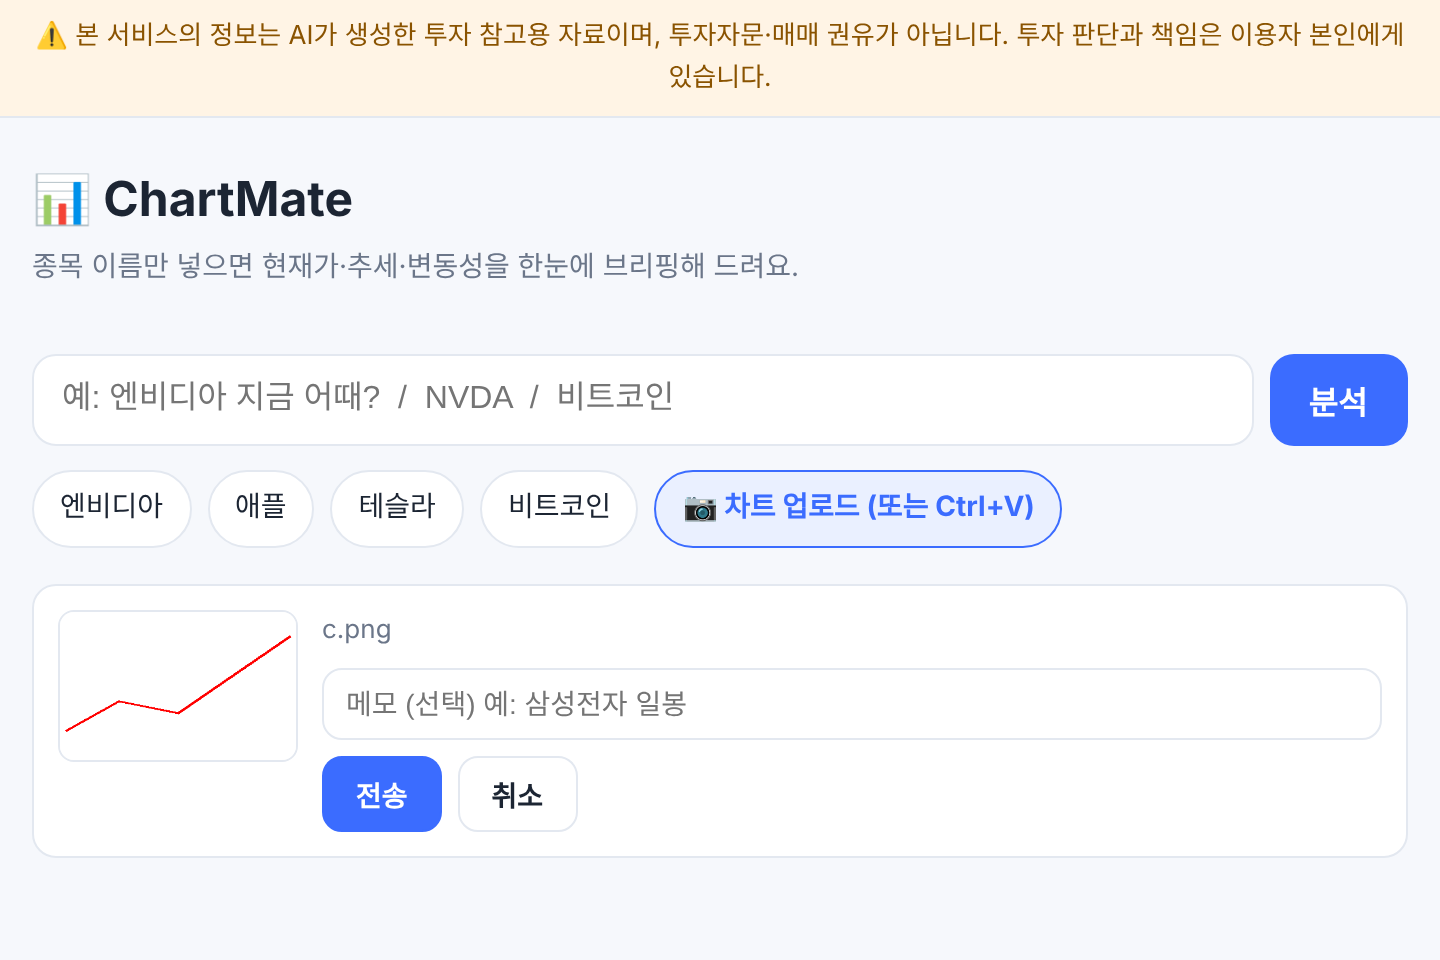 ⚠️ 본 서비스의 정보는 AI가 생성한 투자 참고용 자료이며, 투자자문·매매 권유가 아닙니다. 투자 판단과 책임은 이용자 본인에게
있습니다.
📊 ChartMate
종목 이름만 넣으면 현재가·추세·변동성을 한눈에 브리핑해 드려요.
예: 엔비디아 지금 어때? / NVDA / 비트코인
분석
엔비디아
애플
테슬라
비트코인
📷 차트 업로드 (또는 Ctrl+V)
c.png
메모 (선택) 예: 삼성전자 일봉
전송
취소